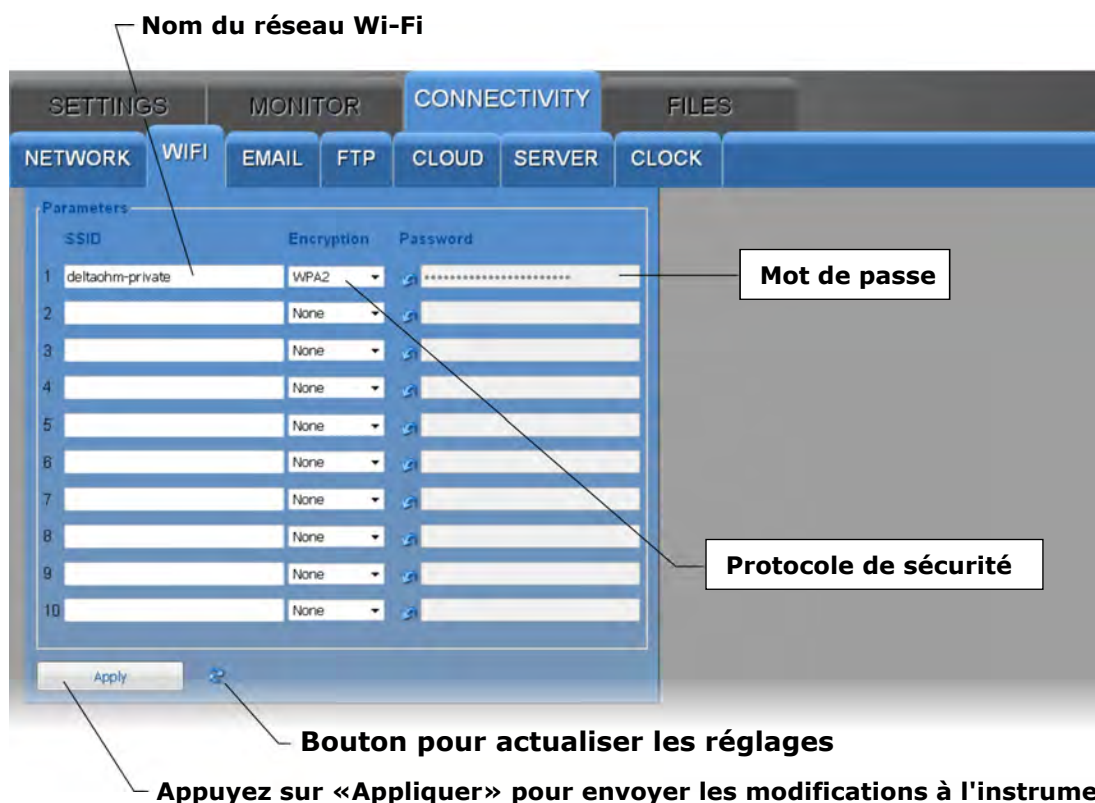 Nom du réseau Wi-Fi
SETTINGS MONITOR CONNECTIVITY FILES
NETWORK WIFI EMAIL FTP CLOUD SERVER CLOCK
Parameters
SSID Encryption Password
1 deltaohm-private WPA2 ***********************
Mot de passe
2 None
3 None
4 None
5 None
6 None
7 None
8 None
Protocole de sécurité
9 None
10 None
Apply
Bouton pour actualiser les réglages
Appuyez sur «Appliquer» pour envoyer les modifications à l'instrume